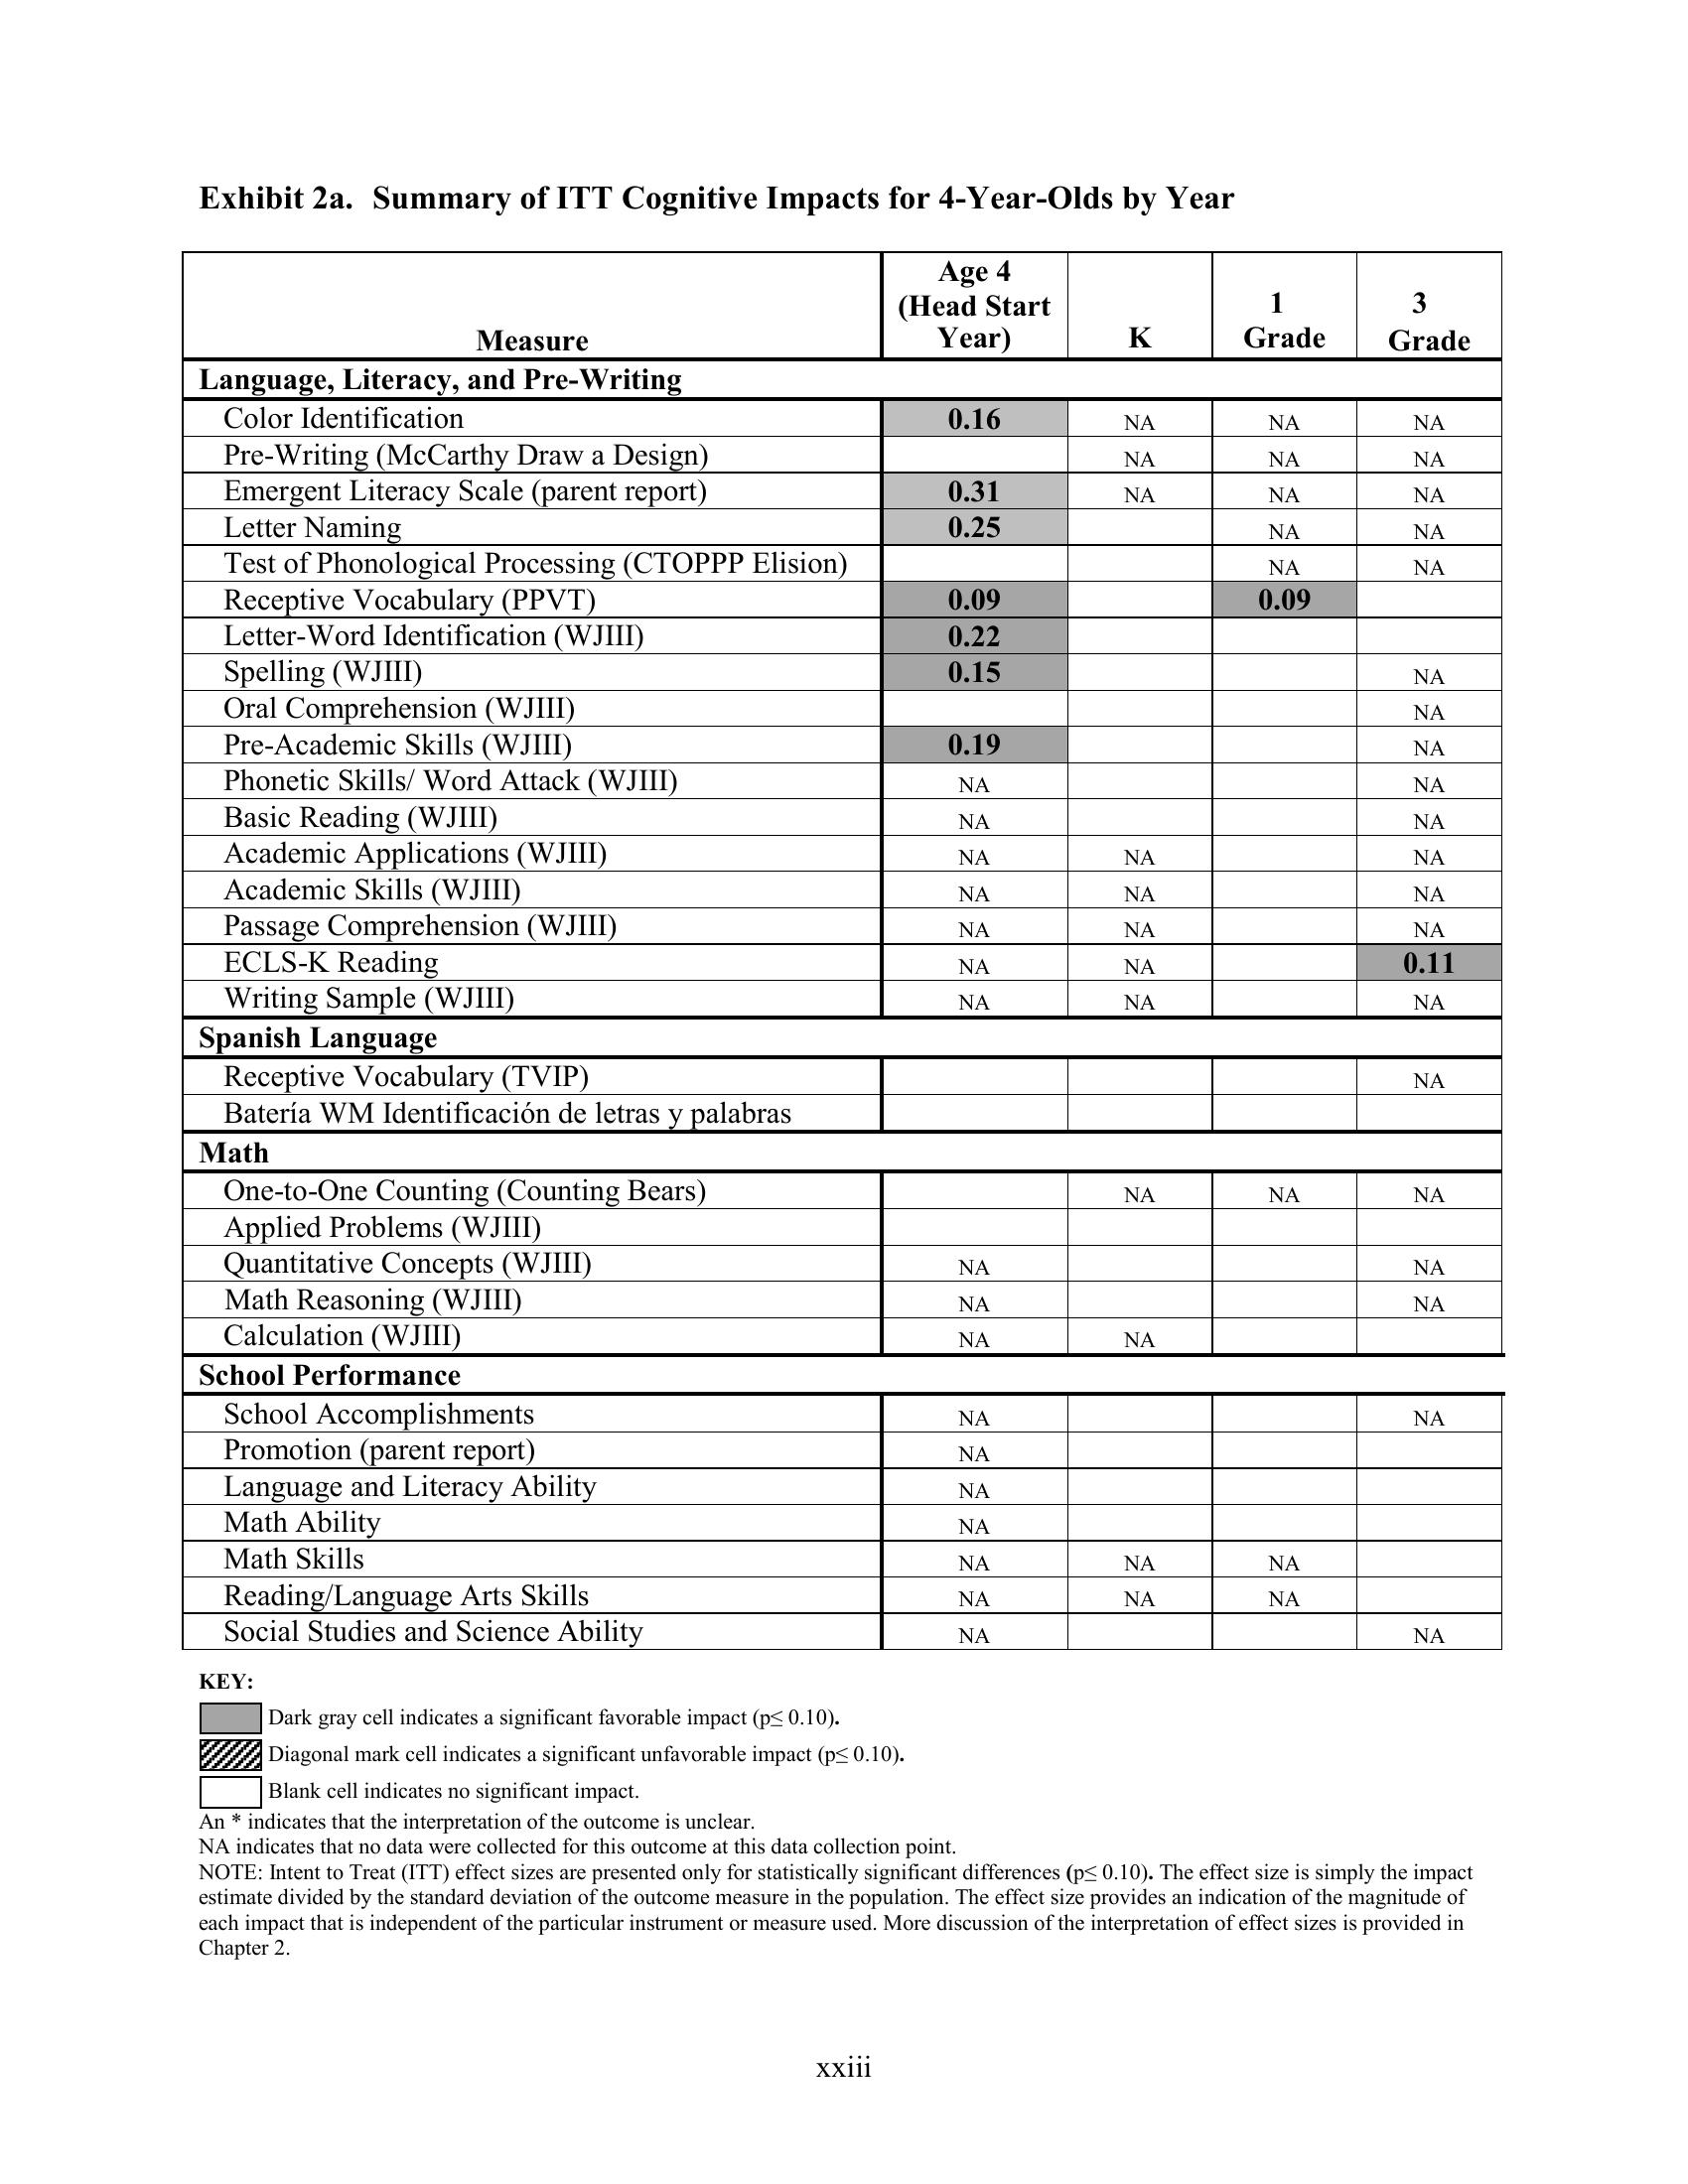 Exhibit 2a. Summary of ITT Cognitive Impacts for 4-Year-Olds by Year
Measure Age 4 (Head Start Year) K 1 Grade 3 Grade
Language, Literacy, and Pre-Writing
Color Identification 0.16 NA NA NA
Pre-Writing (McCarthy Draw a Design) NA NA NA
Emergent Literacy Scale (parent report) 0.31 NA NA NA
Letter Naming 0.25 NA NA
Test of Phonological Processing (CTOPPP Elision) NA NA
Receptive Vocabulary (PPVT) 0.09 0.09
Letter-Word Identification (WJIII) 0.22
Spelling (WJIII) 0.15 NA
Oral Comprehension (WJIII) NA
Pre-Academic Skills (WJIII) 0.19 NA
Phonetic Skills/ Word Attack (WJIII) NA NA
Basic Reading (WJIII) NA NA
Academic Applications (WJIII) NA NA NA
Academic Skills (WJIII) NA NA NA
Passage Comprehension (WJIII) NA NA NA
ECLS-K Reading NA NA 0.11
Writing Sample (WJIII) NA NA NA
Spanish Language
Receptive Vocabulary (TVIP) NA
Batería WM Identificación de letras y palabras
Math
One-to-One Counting (Counting Bears) NA NA NA
Applied Problems (WJIII)
Quantitative Concepts (WJIII) NA NA
Math Reasoning (WJIII) NA NA
Calculation (WJIII) NA NA
School Performance
School Accomplishments NA NA
Promotion (parent report) NA
Language and Literacy Ability NA
Math Ability NA
Math Skills NA NA NA
Reading/Language Arts Skills NA NA NA
Social Studies and Science Ability NA NA
KEY:
Dark gray cell indicates a significant favorable impact (p≤ 0.10).
Diagonal mark cell indicates a significant unfavorable impact (p≤ 0.10).
Blank cell indicates no significant impact.
An * indicates that the interpretation of the outcome is unclear.
NA indicates that no data were collected for this outcome at this data collection point.
NOTE: Intent to Treat (ITT) effect sizes are presented only for statistically significant differences (p≤ 0.10). The effect size is simply the impact
estimate divided by the standard deviation of the outcome measure in the population. The effect size provides an indication of the magnitude of
each impact that is independent of the particular instrument or measure used. More discussion of the interpretation of effect sizes is provided in
Chapter 2.
xxiii